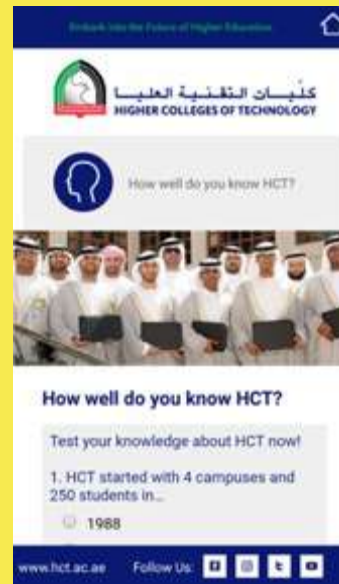 Embark into the Future of Higher Education
كليات التقنية العليا
HIGHER COLLEGES OF TECHNOLOGY
How well do you know HCT?
How well do you know HCT?
Test your knowledge about HCT now!
1. HCT started with 4 campuses and
250 students in...
1988
www.hct.ac.ae Follow Us: